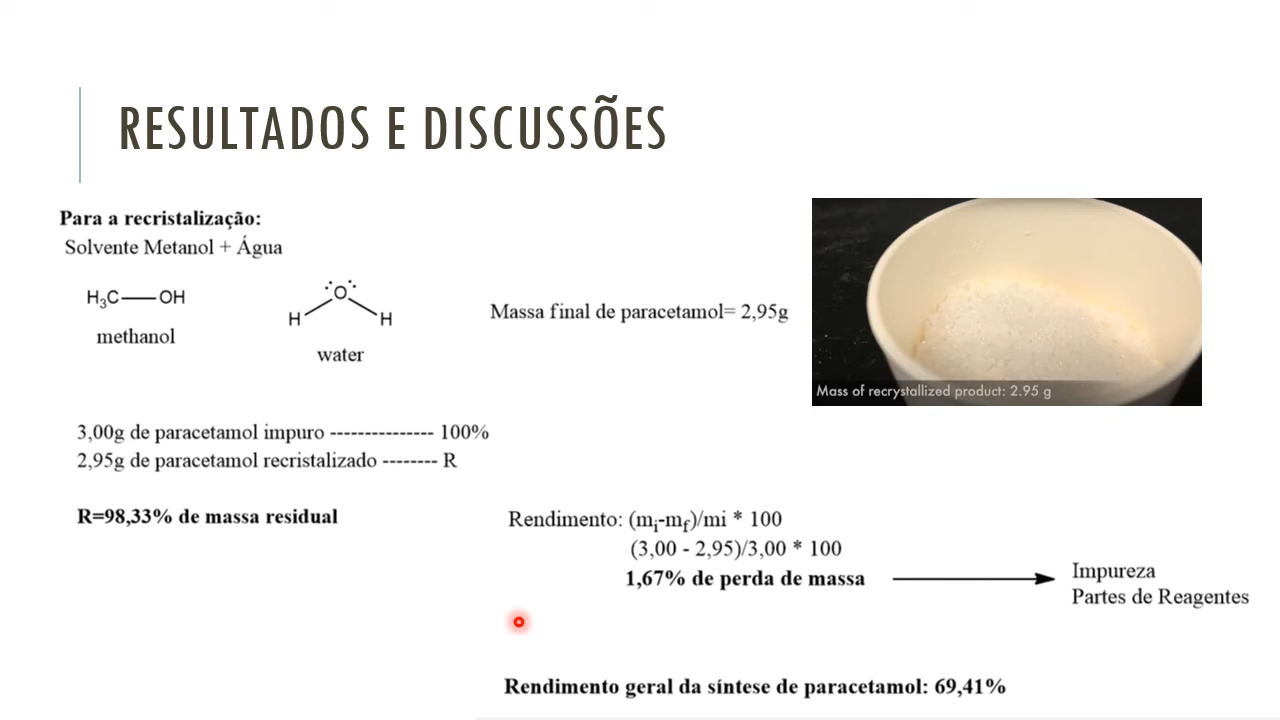 RESULTADOS E DISCUSSÕES
Para a recristalização:
Solvente Metanol + Água
H3C OH
methanol
O
H H
water
Massa final de paracetamol= 2,95g
Mass of recrystallized product: 2.95 g
3,00g de paracetamol impuro --------------- 100%
2,95g de paracetamol recristalizado -------- R
R=98,33% de massa residual
Rendimento: (mi-mf)/mi * 100
(3,00 - 2,95)/3,00 * 100
1,67% de perda de massa
Impureza
Partes de Reagentes
Rendimento geral da síntese de paracetamol: 69,41%